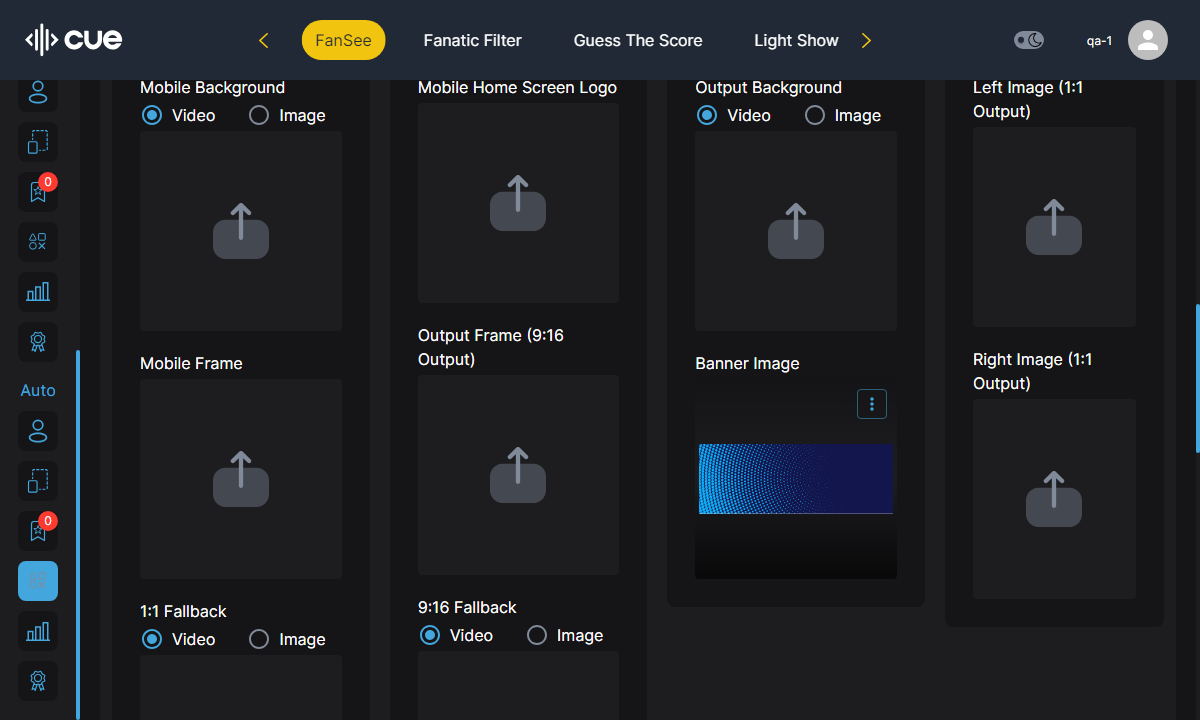 cue
FanSee
Fanatic Filter
Guess The Score
Light Show
qa-1
0
Auto
0
Mobile Background
Video
Image
Mobile Frame
1:1 Fallback
Video
Image
Mobile Home Screen Logo
Output Frame (9:16
Output)
9:16 Fallback
Video
Image
Output Background
Video
Image
Banner Image
Left Image (1:1
Output)
Right Image (1:1
Output)